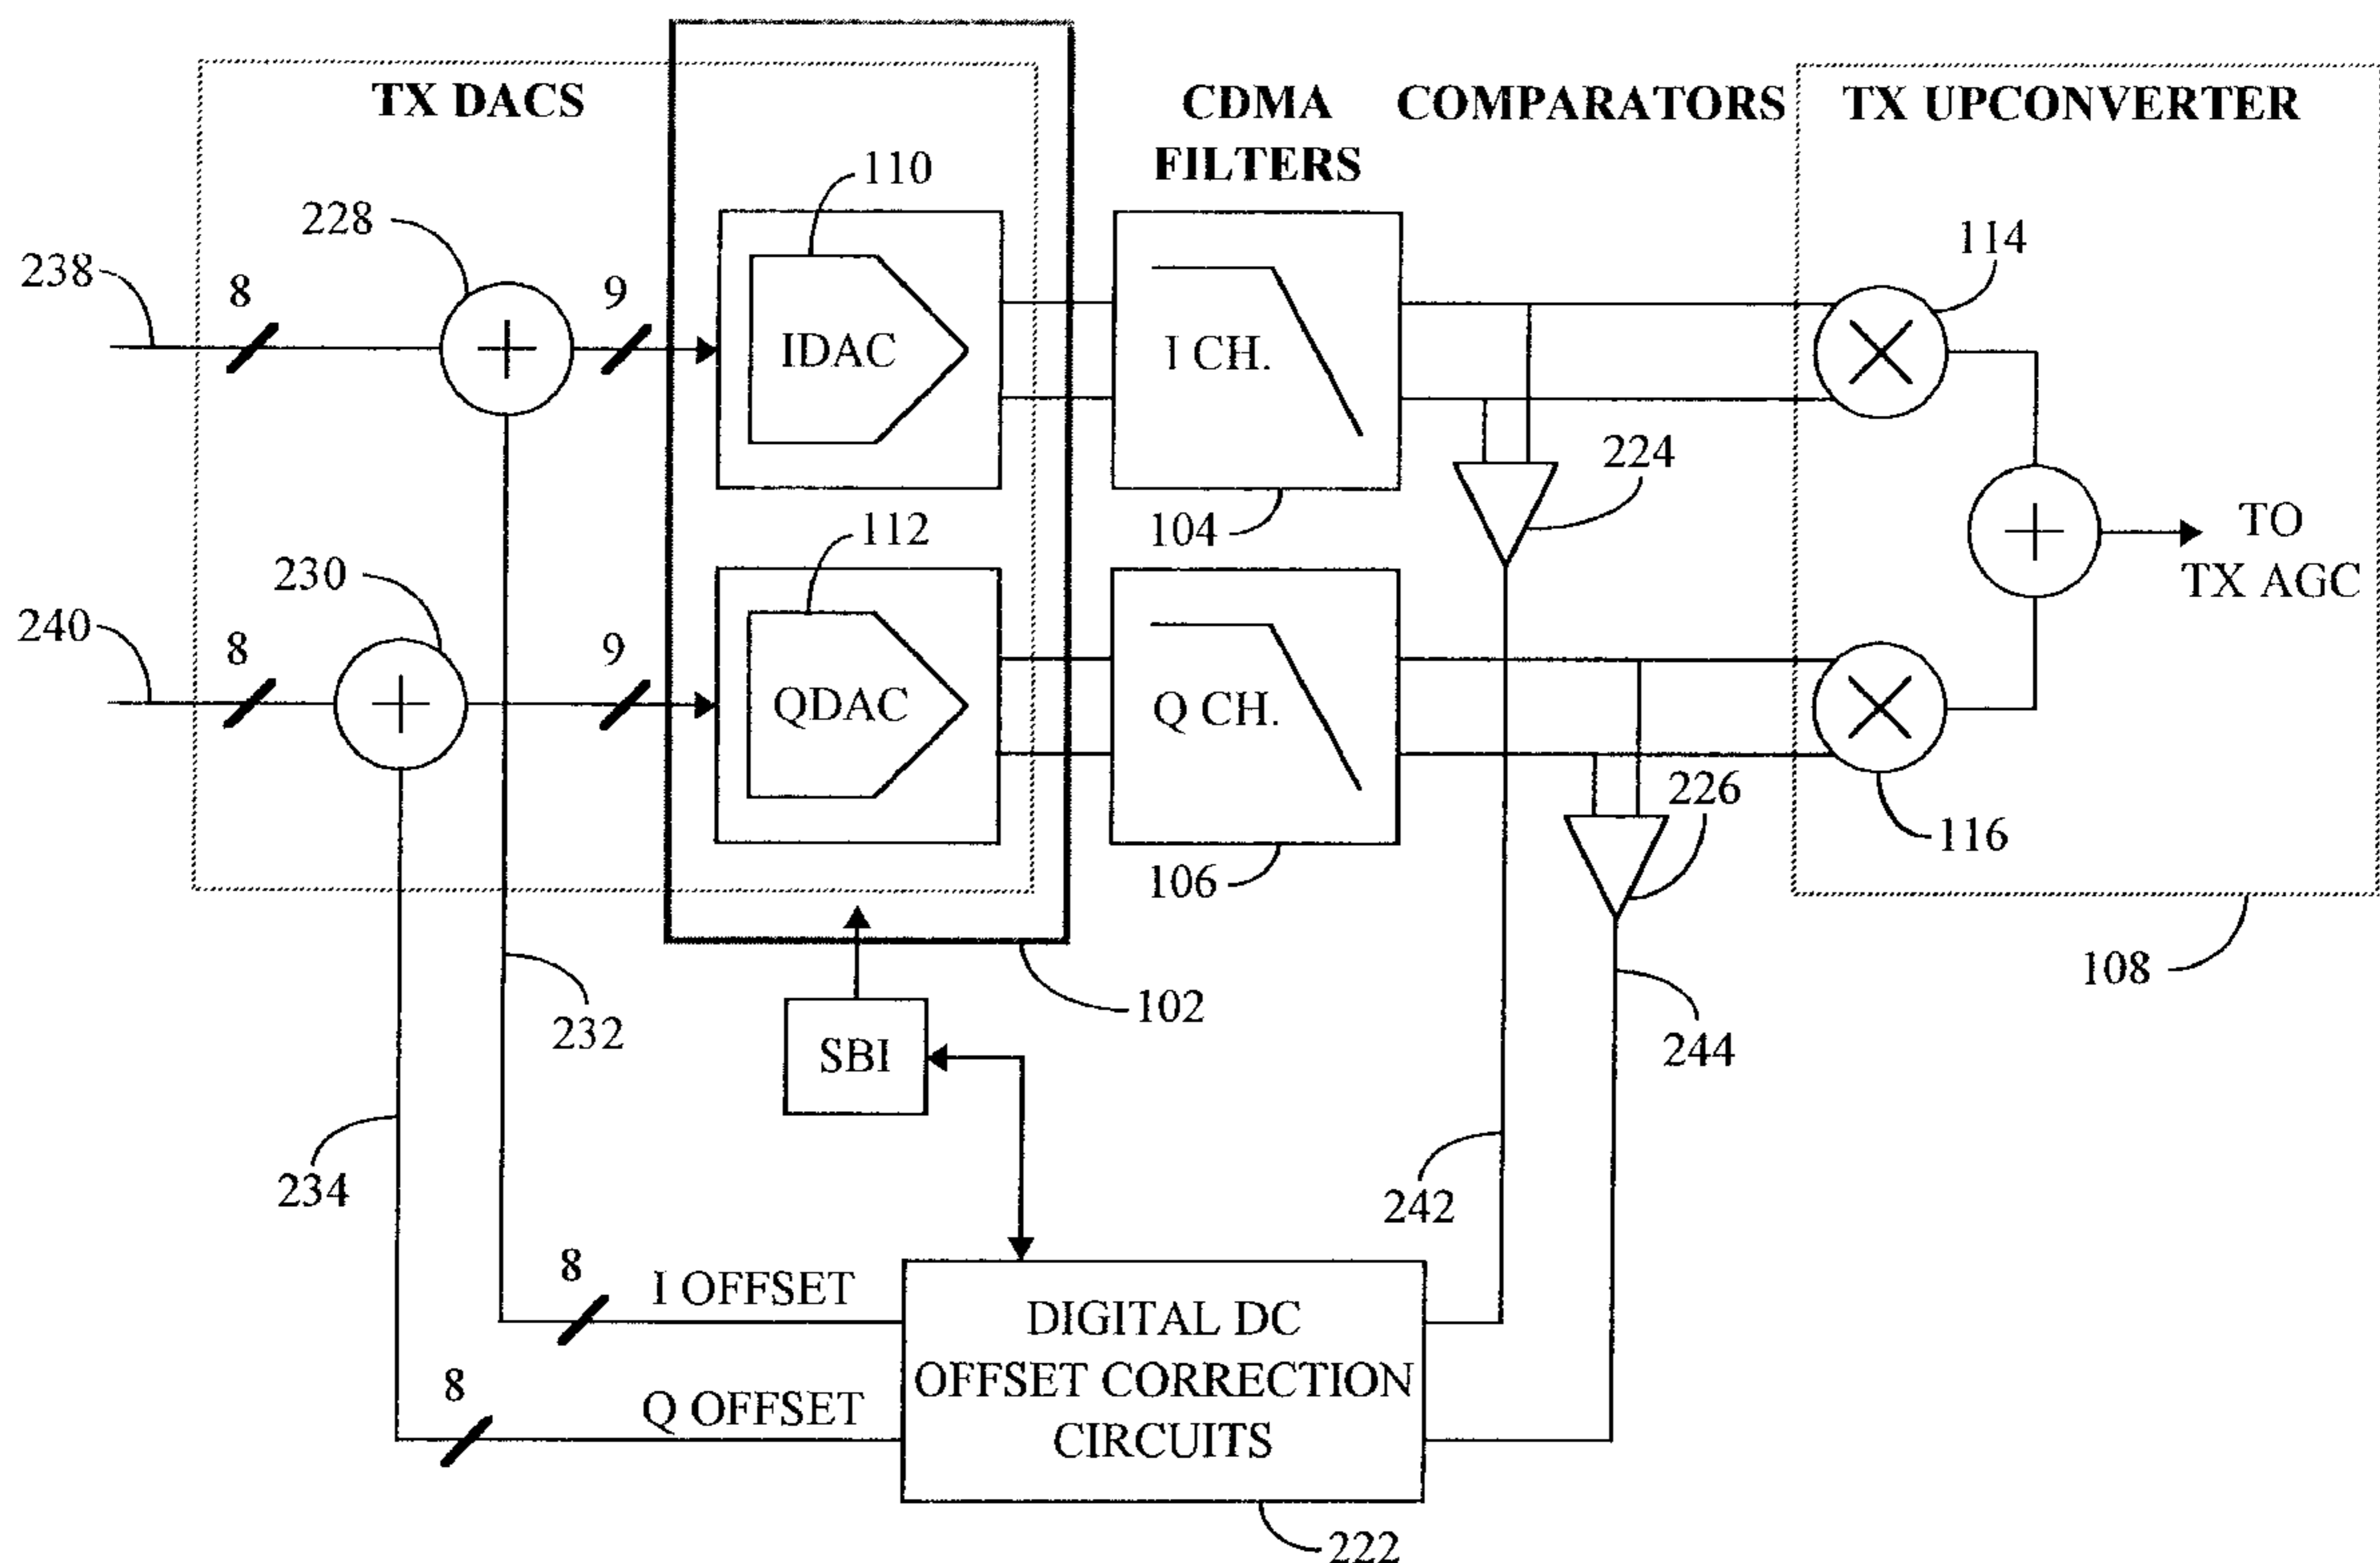 TX DACS
CDMA
FILTERS
COMPARATORS
TX UPCONVERTER
110
228
238
8
9
IDAC
I CH.
114
224
104
112
230
240
8
9
QDAC
Q CH.
TO
TX AGC
226
116
106
108
102
232
SBI
244
234
242
8
I OFFSET
8
Q OFFSET
DIGITAL DC
OFFSET CORRECTION
CIRCUITS
222